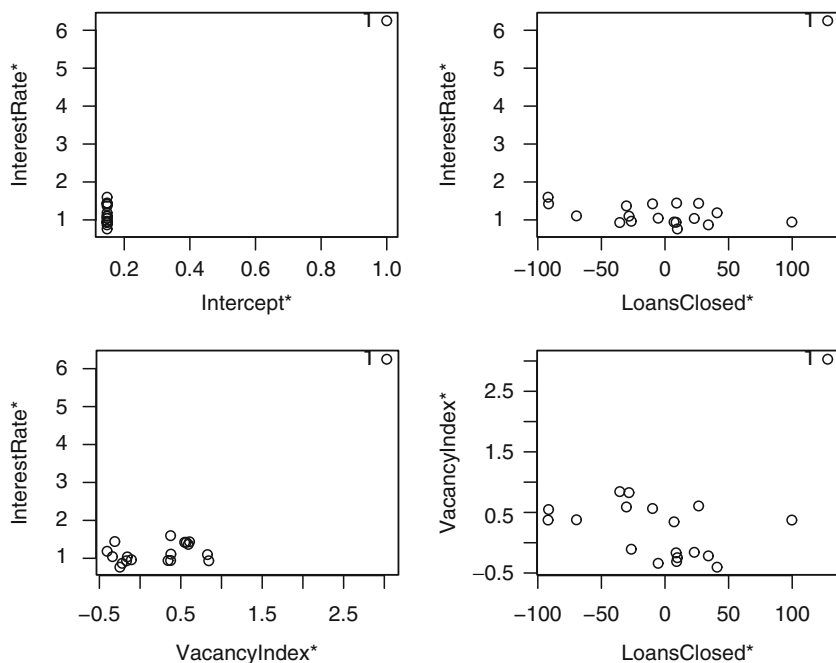 6
5
4
3
2
1
InterestRate*
1
0.2 0.4 0.6 0.8 1.0
Intercept*
6
5
4
3
2
1
InterestRate*
1
−100 −50 0 50 100
LoansClosed*
6
5
4
3
2
1
InterestRate*
1
−0.5 0.5 1.5 2.5
VacancyIndex*
2.5
1.5
0.5
−0.5
VacancyIndex*
1
−100 −50 0 50 100
LoansClosed*